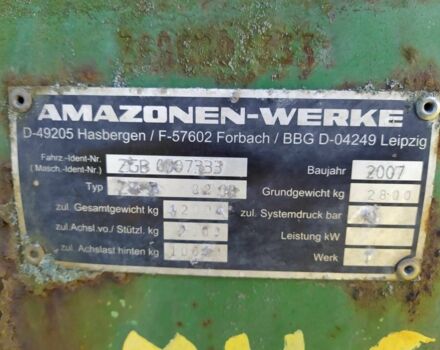 AMAZONEN-WERKE
D-49205 Hasbergen / F-57602 Forbach / BBG D-04249 Leipzig
Fahrz.-Ident-Nr. ZGB 0007333 Baujahr 2007
( Masch.-Ident-Nr.)
Typ Grundgewicht kg 2800
zul. Gesamtgewicht kg zul. Systemdruck bar
zul. Achsl.vo./ Stützl. kg Leistung kW
zul. Achslast hinten kg Werk